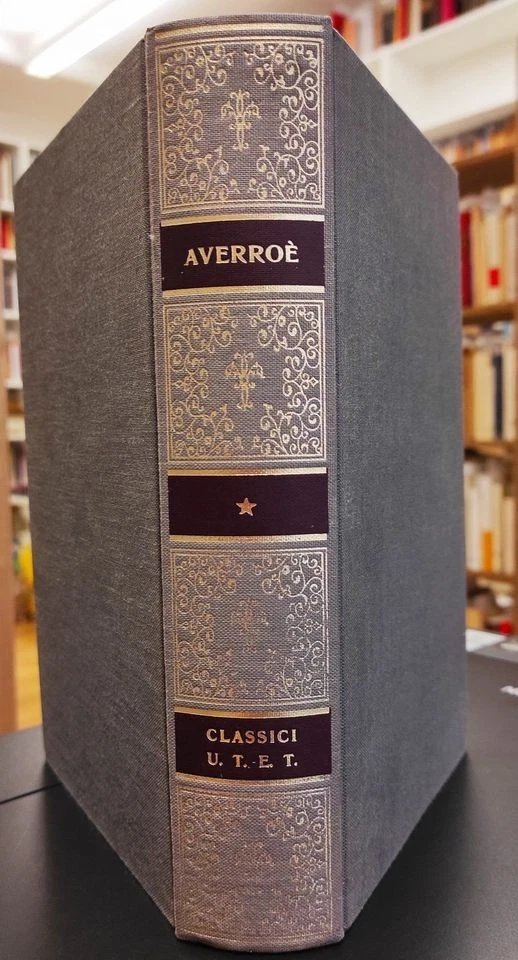 AVERROÈ
CLASSICI
U. T. E. T.